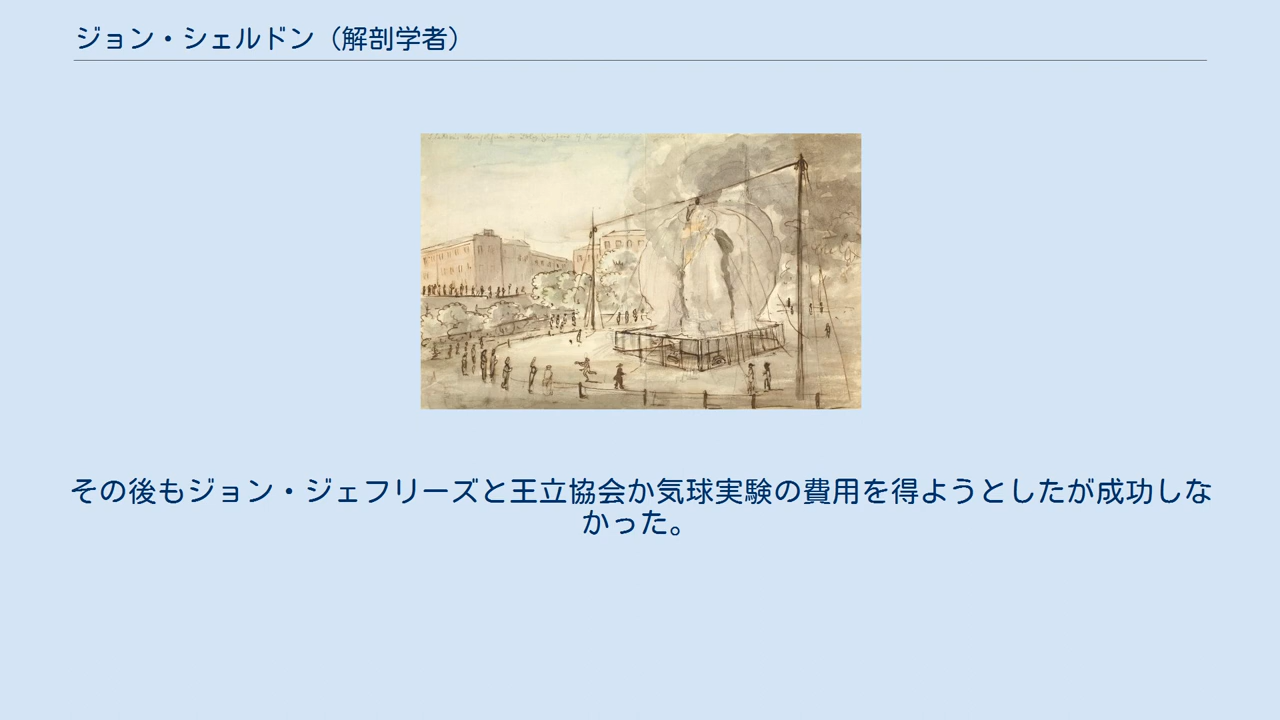 ジョン・シェルドン（解剖学者）
その後もジョン・ジェフリーズと王立協会か気球実験の費用を得ようとしたが成功しな
かった。